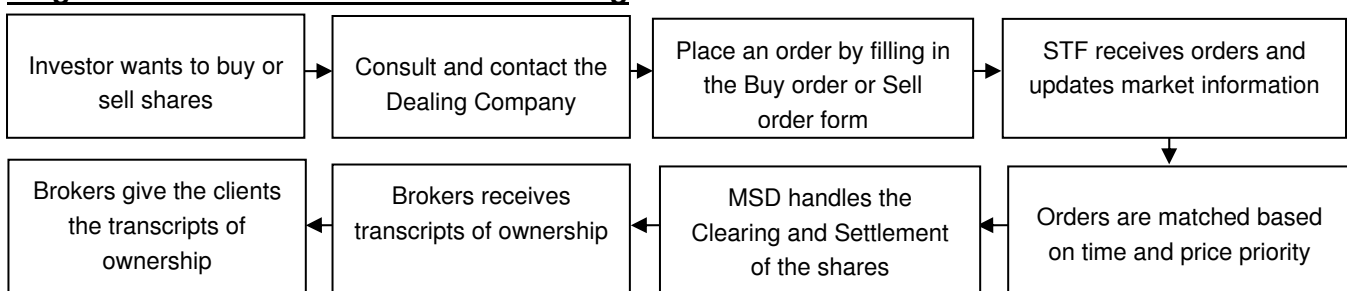 Investor wants to buy or
sell shares
Consult and contact the
Dealing Company
Place an order by filling in
the Buy order or Sell
order form
STF receives orders and
updates market information
Brokers give the clients
the transcripts of
ownership
Brokers receives
transcripts of ownership
MSD handles the
Clearing and Settlement
of the shares
Orders are matched based
on time and price priority